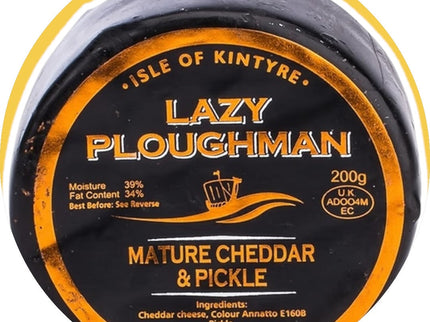 • ISLE OF KINTYRE •
LAZY
PLOUGHMAN
200g
Moisture 39%
Fat Content 34%
Best Before: See Reverse
UK
ADOO4M
EC
MATURE CHEDDAR
& PICKLE
Ingredients:
Cheddar cheese, Colour Annatto E160B